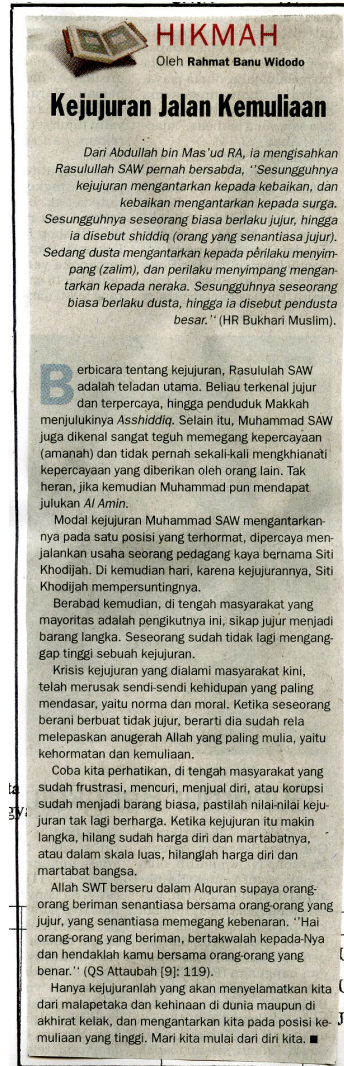 HIKMAH
Oleh Rahmat Banu Widodo
Kejujuran Jalan Kemuliaan
Dari Abdullah bin Mas'ud RA, ia mengisahkan
Rasulullah SAW pernah bersabda, ''Sesungguhnya
kejujuran mengantarkan kepada kebaikan, dan
kebaikan mengantarkan kepada surga.
Sesungguhnya seseorang biasa berlaku jujur, hingga
ia disebut shiddiq (orang yang senantiasa jujur).
Sedang dusta mengantarkan kepada perilaku menyim-
pang (zalim), dan perilaku menyimpang mengan-
tarkan kepada neraka. Sesungguhnya seseorang
biasa berlaku dusta, hingga ia disebut pendusta
besar.'' (HR Bukhari Muslim).
Berbicara tentang kejujuran, Rasululah SAW
adalah teladan utama. Beliau terkenal jujur
dan terpercaya, hingga penduduk Makkah
menjulukinya Asshiddiq. Selain itu, Muhammad SAW
juga dikenal sangat teguh memegang kepercayaan
(amanah) dan tidak pernah sekali-kali mengkhianati
kepercayaan yang diberikan oleh orang lain. Tak
heran, jika kemudian Muhammad pun mendapat
julukan Al Amin.
Modal kejujuran Muhammad SAW mengantarkan-
nya pada satu posisi yang terhormat, dipercaya men-
jalankan usaha seorang pedagang kaya bernama Siti
Khodijah. Di kemudian hari, karena kejujurannya, Siti
Khodijah mempersuntingnya.
Berabad kemudian, di tengah masyarakat yang
mayoritas adalah pengikutnya ini, sikap jujur menjadi
barang langka. Seseorang sudah tidak lagi mengang-
gap tinggi sebuah kejujuran.
Krisis kejujuran yang dialami masyarakat kini,
telah merusak sendi-sendi kehidupan yang paling
mendasar, yaitu norma dan moral. Ketika seseorang
berani berbuat tidak jujur, berarti dia sudah rela
melepaskan anugerah Allah yang paling mulia, yaitu
kehormatan dan kemuliaan.
Coba kita perhatikan, di tengah masyarakat yang
sudah frustrasi, mencuri, menjual diri, atau korupsi
sudah menjadi barang biasa, pastilah nilai-nilai keju-
juran tak lagi berharga. Ketika kejujuran itu makin
langka, hilang sudah harga diri dan martabatnya,
atau dalam skala luas, hilanglah harga diri dan
martabat bangsa.
Allah SWT berseru dalam Alquran supaya orang-
orang beriman senantiasa bersama orang-orang yang
jujur, yang senantiasa memegang kebenaran. ''Hai
orang-orang yang beriman, bertakwalah kepada-Nya
dan hendaklah kamu bersama orang-orang yang
benar.'' (QS Attaubah [9]: 119).
Hanya kejujuranlah yang akan menyelamatkan kita
dari malapetaka dan kehinaan di dunia maupun di
akhirat kelak, dan mengantarkan kita pada posisi ke-
muliaan yang tinggi. Mari kita mulai dari diri kita. ■